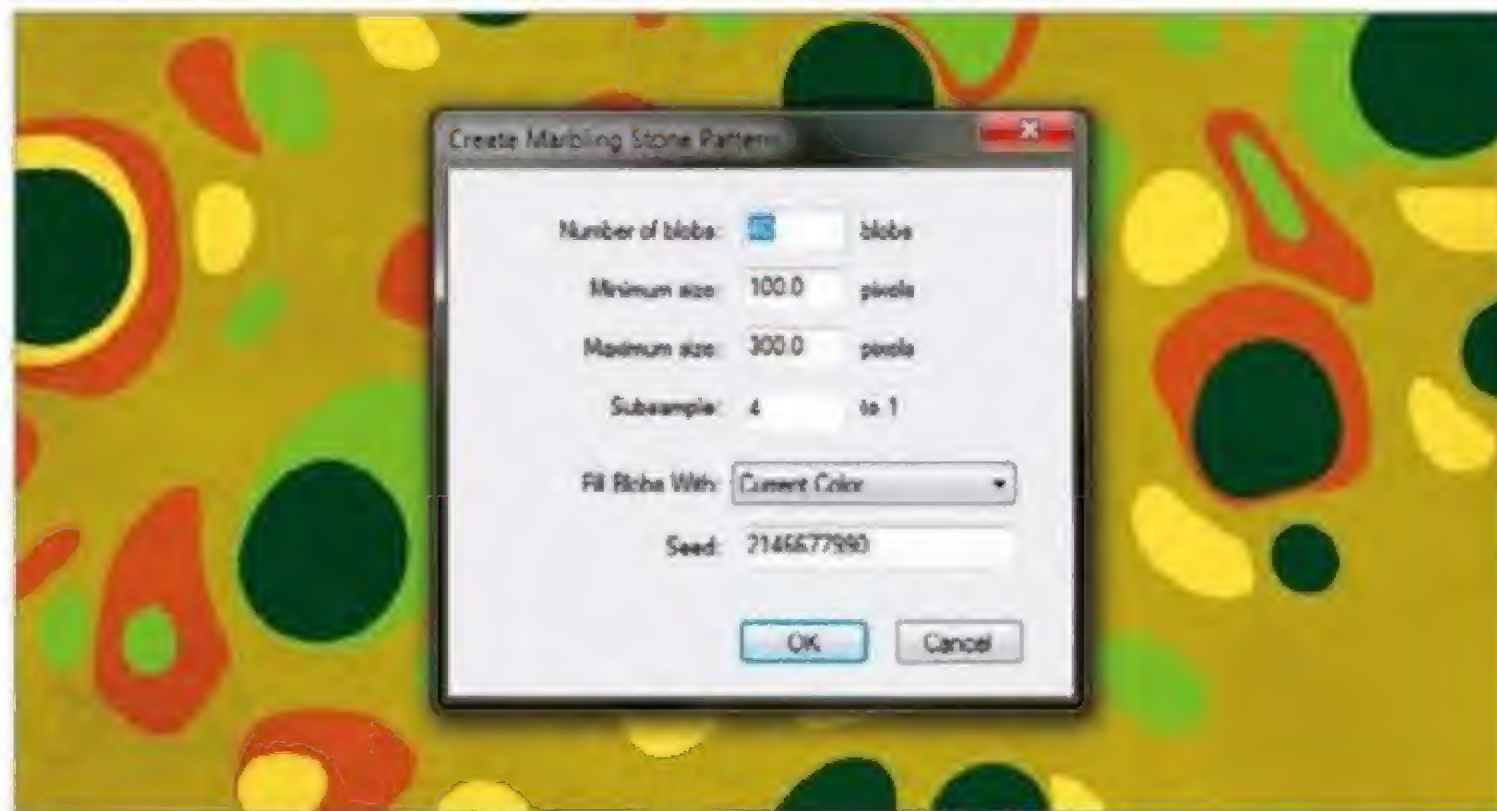 Create Marbling Stone Pattern
Number of blobs: blobs
Minimum size: 100.0 pixels
Maximum size: 300.0 pixels
Subsample: 4 to 1
Fill Blobs With: Current Color
Seed: 2146677990
OK Cancel